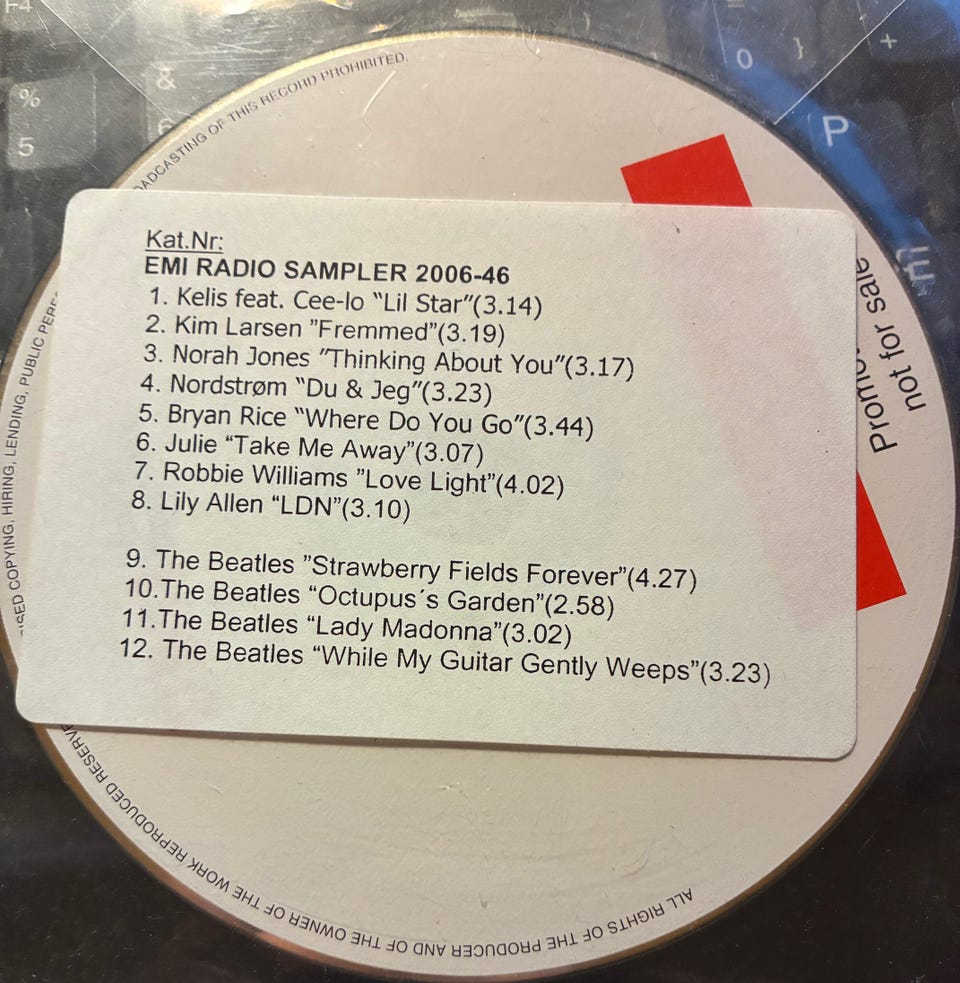 Kat.Nr:
EMI RADIO SAMPLER 2006-46
1. Kelis feat. Cee-lo “Lil Star”(3.14)
2. Kim Larsen ”Fremmed”(3.19)
3. Norah Jones ”Thinking About You”(3.17)
4. Nordstrøm “Du & Jeg”(3.23)
5. Bryan Rice “Where Do You Go”(3.44)
6. Julie “Take Me Away”(3.07)
7. Robbie Williams ”Love Light”(4.02)
8. Lily Allen “LDN”(3.10)
9. The Beatles ”Strawberry Fields Forever”(4.27)
10.The Beatles “Octupus´s Garden”(2.58)
11.The Beatles “Lady Madonna”(3.02)
12. The Beatles “While My Guitar Gently Weeps”(3.23)
not for sale
ALL RIGHTS OF THE PRODUCER AND OF THE OWNER OF THE WORK REPRODUCED
COPYING, HIRING, LENDING, PUBLIC
OF THIS RECORD PROHIBITED.
%
5
&
6
0
}
+
P